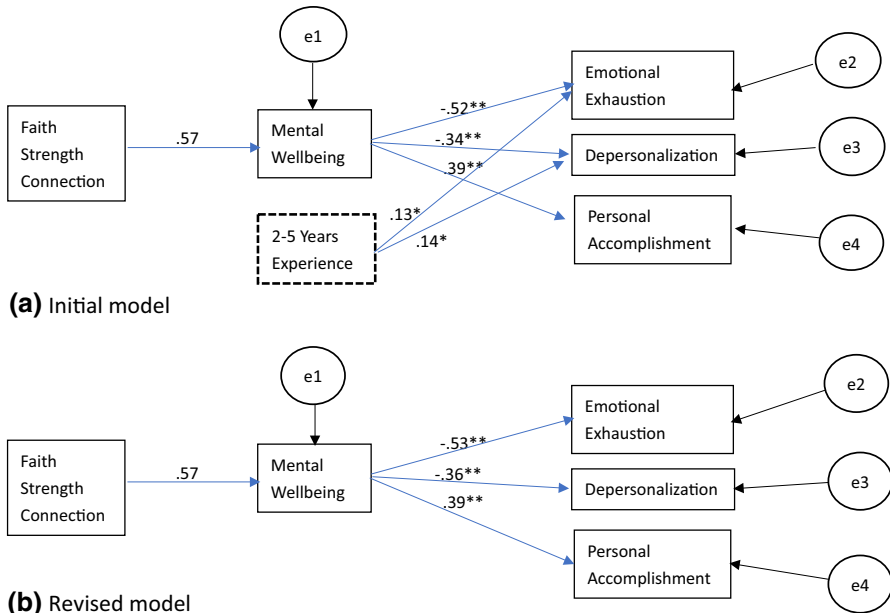 e1
Emotional
Exhaustion
e2
Faith
Strength
Connection
.57
Mental
Wellbeing
-.52**
-.34**
.39**
Depersonalization
e3
2-5 Years
Experience
.13*
.14*
Personal
Accomplishment
e4
(a) Initial model
e1
Emotional
Exhaustion
e2
Faith
Strength
Connection
.57
Mental
Wellbeing
-.53**
-.36**
.39**
Depersonalization
e3
Personal
Accomplishment
e4
(b) Revised model